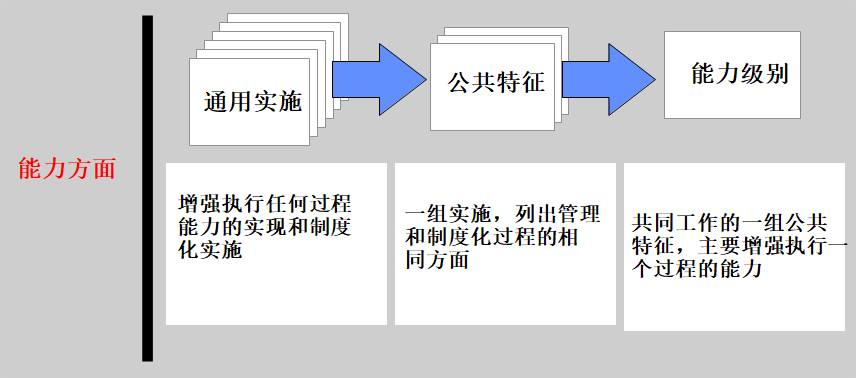 通用实施
公共特征
能力级别
能力方面
增强执行任何过程
能力的实现和制度
化实施
一组实施，列出管理
和制度化过程的相
同方面
共同工作的一组公共
特征，主要增强执行一
个过程的能力